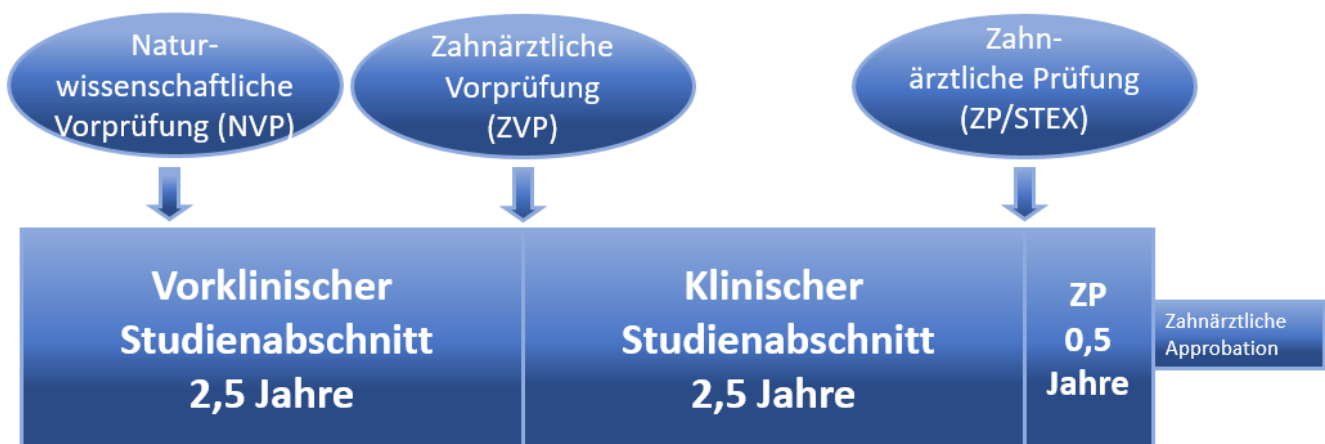 Natur-
wissenschaftliche
Vorprüfung (NVP)
Zahnärztliche
Vorprüfung
(ZVP)
Zahn-
ärztliche Prüfung
(ZP/STEX)
Vorklinischer
Studienabschnitt
2,5 Jahre
Klinischer
Studienabschnitt
2,5 Jahre
ZP
0,5
Jahre
Zahnärztliche
Approbation